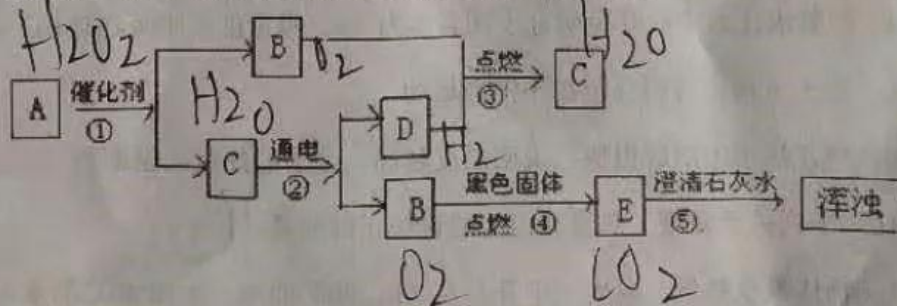 H2O2
B
O2
点燃
③
C
H2O
A
催化剂
①
H2O
C
通电
②
D
H2
B
黑色固体
点燃 ④
E
澄清石灰水
⑤
浑浊
O2
CO2